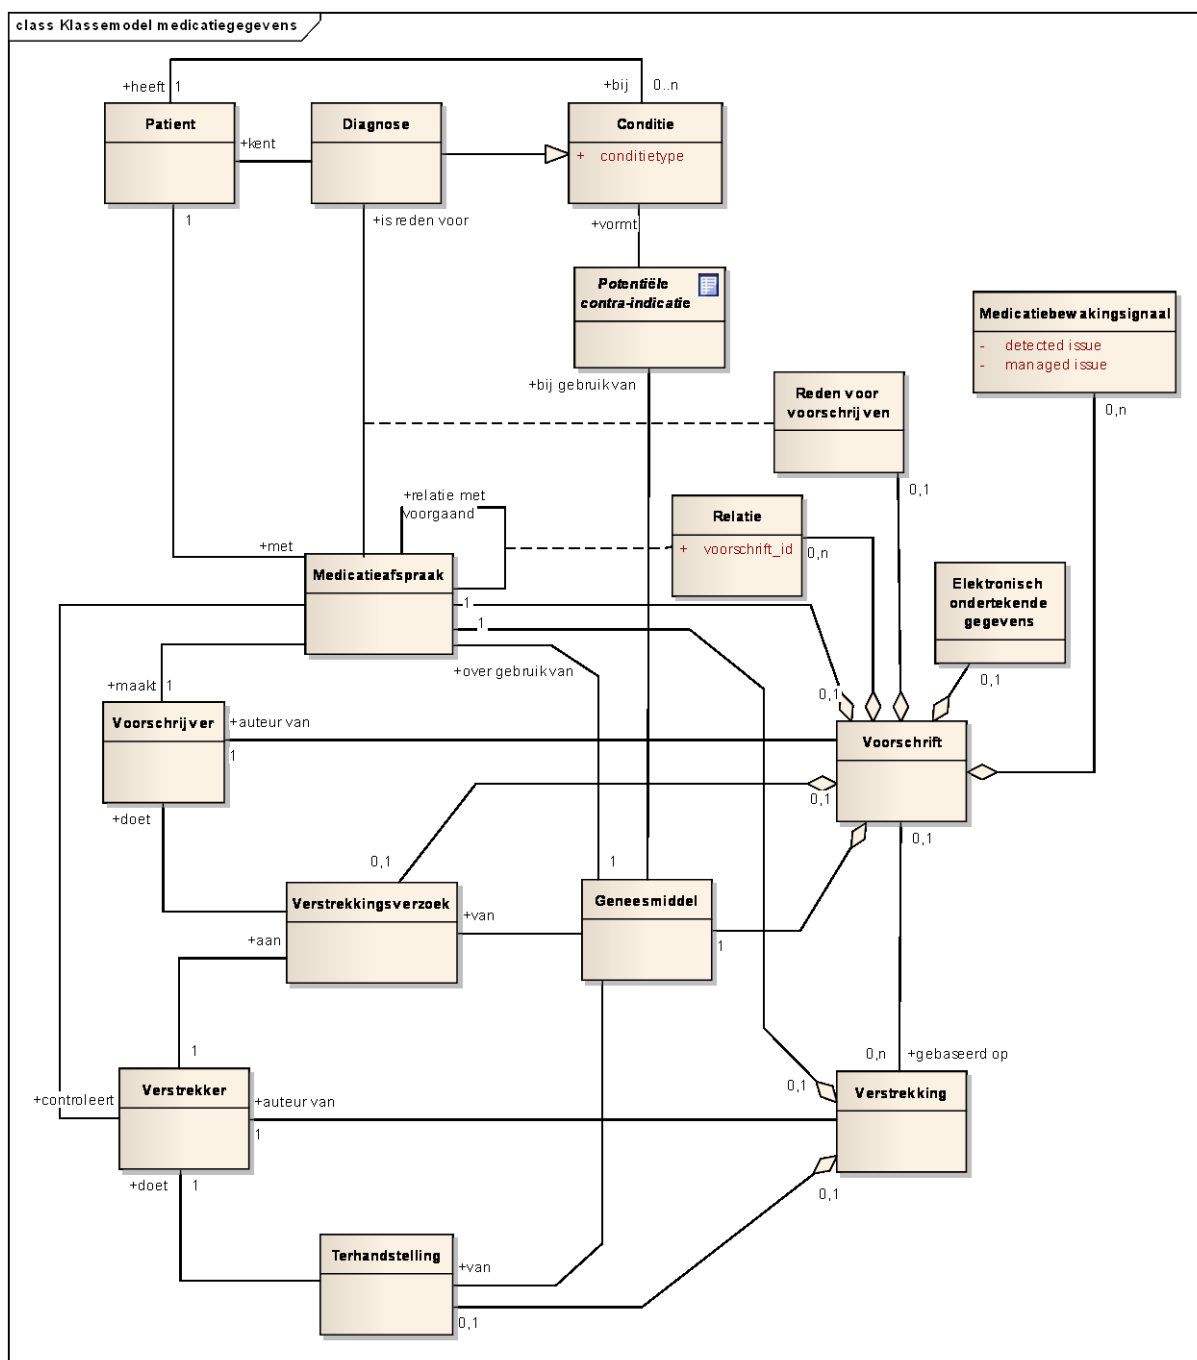 class Klassemodel medicatiegegevens
+heeft 1
+bij 0..n
Patient
+kent
Diagnose
Conditie
+ conditietype
1
+is reden voor
+vormt
Potentiële
contra-indicatie
+bij gebruik van
Medicatiebewakingsignaal
- detected issue
- managed issue
0,n
Reden voor
voorschrijven
0,1
+relatie met
voorgaand
Relatie
+ voorschrift_id
0,n
+met
Medicatieafspraak
1
1
Elektronisch
ondertekende
gegevens
0,1
+over gebruik van
+maakt 1
0,1
Voorschrijver
+auteur van
1
Voorschrift
+doet
0,1
0,1
0,1
1
Verstrekkingsverzoek
+van
Geneesmiddel
+aan
1
1
0,n +gebaseerd op
+controleert
Verstrekker
+auteur van
1
0,1
Verstrekking
+doet 1
0,1
Terhandstelling
+van
0,1